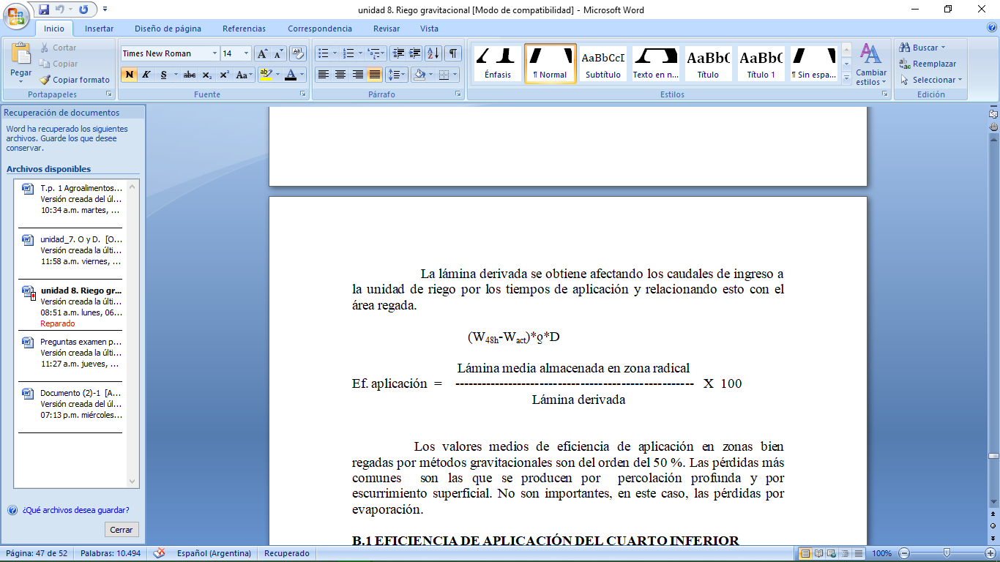 unidad 8. Riego gravitacional [Modo de compatibilidad] - Microsoft Word
Inicio Insertar Diseño de página Referencias Correspondencia Revisar Vista
Pegar
Cortar
Copiar
Copiar formato
Portapapeles
Times New Roman 14
N K S abc x₂ x² Aa
Fuente
Párrafo
Énfasis
¶ Normal
AaBbCcI
Subtítulo
Texto en n...
AaBbC
Título
AaBbC
Título 1
¶ Sin espa...
Cambiar estilos
Estilos
Buscar
Reemplazar
Seleccionar
Edición
Recuperación de documentos
Word ha recuperado los siguientes
archivos. Guarde los que desee
conservar.
Archivos disponibles
T.p. 1 Agroalimentos...
Versión creada del úl...
10:34 a.m. martes, ...
unidad_7. O y D. [O...
Versión creada la últi...
11:58 a.m. viernes, ...
unidad 8. Riego gr...
Versión creada la últi...
08:51 a.m. lunes, 06...
Reparado
Preguntas examen p...
Versión creada la últi...
11:27 a.m. jueves, ...
Documento (2)-1 [A...
Versión creada del úl...
07:13 p.m. miércoles...
¿Qué archivos desea guardar?
Cerrar
La lámina derivada se obtiene afectando los caudales de ingreso a
la unidad de riego por los tiempos de aplicación y relacionando esto con el
área regada.
(W48h-Wact)*ϱ*D
Lámina media almacenada en zona radical
Ef. aplicación = ------------------------------------------------------ X 100
Lámina derivada
Los valores medios de eficiencia de aplicación en zonas bien
regadas por métodos gravitacionales son del orden del 50 %. Las pérdidas más
comunes son las que se producen por percolación profunda y por
escurrimiento superficial. No son importantes, en este caso, las pérdidas por
evaporación.
B.1 EFICIENCIA DE APLICACIÓN DEL CUARTO INFERIOR
Página: 47 de 52 Palabras: 10.494 Español (Argentina) Recuperado 100%